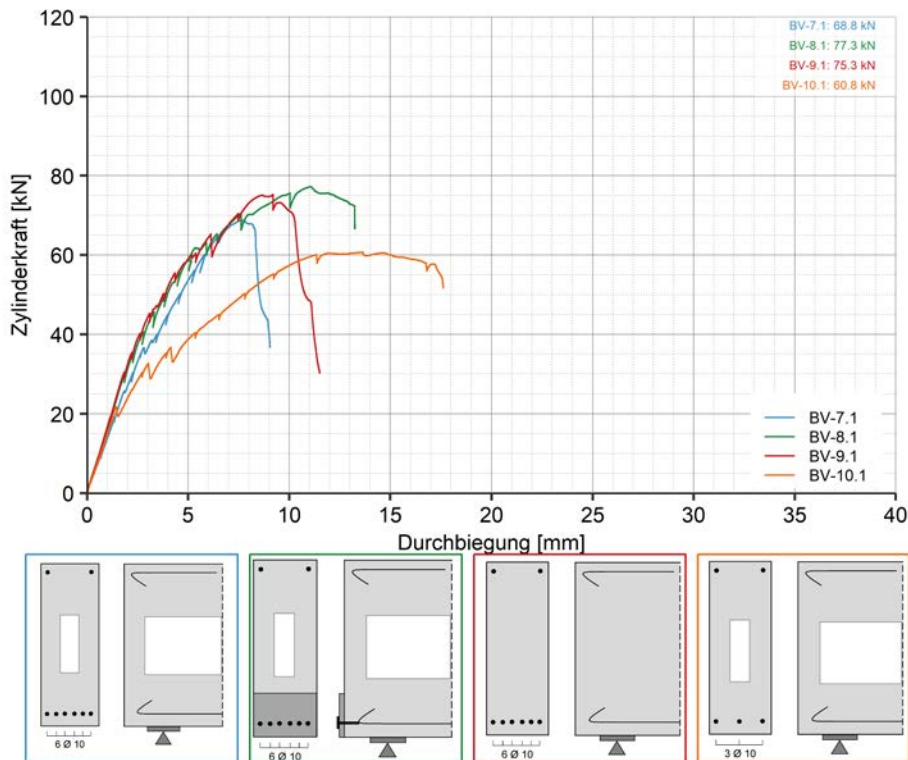 120
100
80
60
40
20
0
Zylinderkraft [kN]
BV-7.1: 68.8 kN
BV-8.1: 77.3 kN
BV-9.1: 75.3 kN
BV-10.1: 60.8 kN
BV-7.1
BV-8.1
BV-9.1
BV-10.1
0 5 10 15 20 25 30 35 40
Durchbiegung [mm]
6 Ø 10
6 Ø 10
6 Ø 10
3 Ø 10